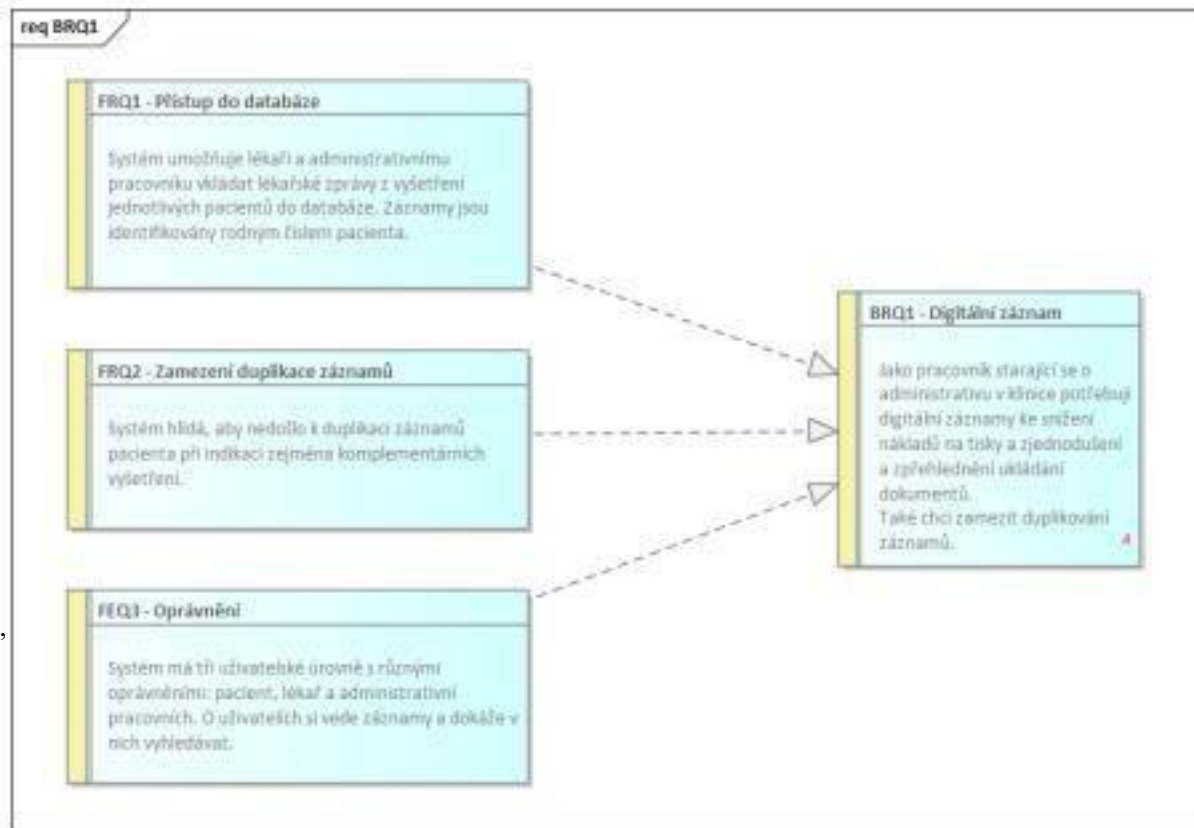 req BRQ1
FRQ1 - Přístup do databáze
Systém umožňuje lékaři a administrativnímu
pracovníku vkládat lékařské zprávy z vyšetření
jednotlivých pacientů do databáze. Záznamy jsou
identifikovány rodným číslem pacienta.
FRQ2 - Zamezení duplikace záznamů
Systém hlídá, aby nedošlo k duplikaci záznamů
pacienta při indikaci zejména komplementárních
vyšetření.
,
FEQ3 - Oprávnění
Systém má tři uživatelské úrovně s různými
oprávněními: pacient, lékař a administrativní
pracovních. O uživatelích si vede záznamy a dokáže v
nich vyhledávat.
BRQ1 - Digitální záznam
Jako pracovník starající se o
administrativu v klinice potřebuji
digitální záznamy ke snížení
nákladů na tisky a zjednodušení
a zpřehlednění ukládání
dokumentů.
Také chci zamezit duplikování
záznamů.